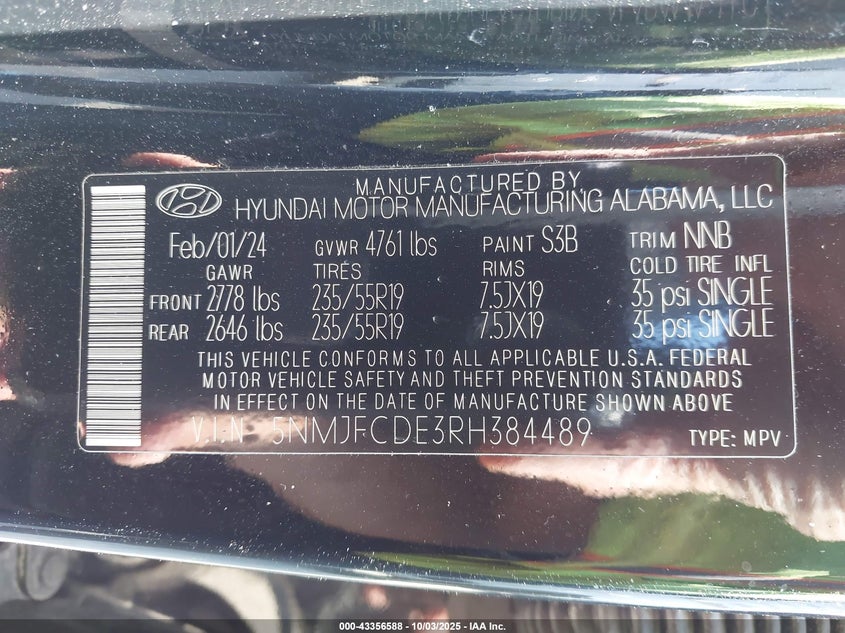 MANUFACTURED BY
HYUNDAI MOTOR MANUFACTURING ALABAMA, LLC
Feb/01/24 GVWR 4761 lbs PAINT S3B TRIM NNB
GAWR TIRES RIMS COLD TIRE INFL
FRONT 2778 lbs 235/55R19 7.5JX19 35 psi SINGLE
REAR 2646 lbs 235/55R19 7.5JX19 35 psi SINGLE
THIS VEHICLE CONFORMS TO ALL APPLICABLE U.S.A. FEDERAL
MOTOR VEHICLE SAFETY AND THEFT PREVENTION STANDARDS
IN EFFECT ON THE DATE OF MANUFACTURE SHOWN ABOVE.
V.I.N 5NMJFCDE3RH384489 TYPE: MPV
000-43356588 - 10/03/2025 - IAA Inc.